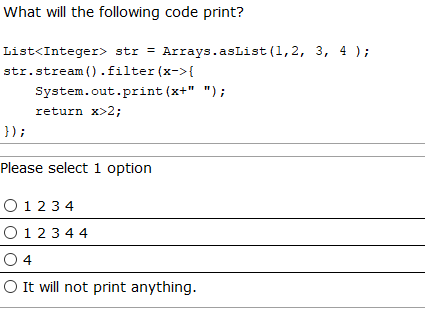 What will the following code print?
List<Integer> str = Arrays.asList(1,2, 3, 4 );
str.stream().filter(x->{
    System.out.print(x+" ");
    return x>2;
});
Please select 1 option
1 2 3 4
1 2 3 4 4
4
It will not print anything.